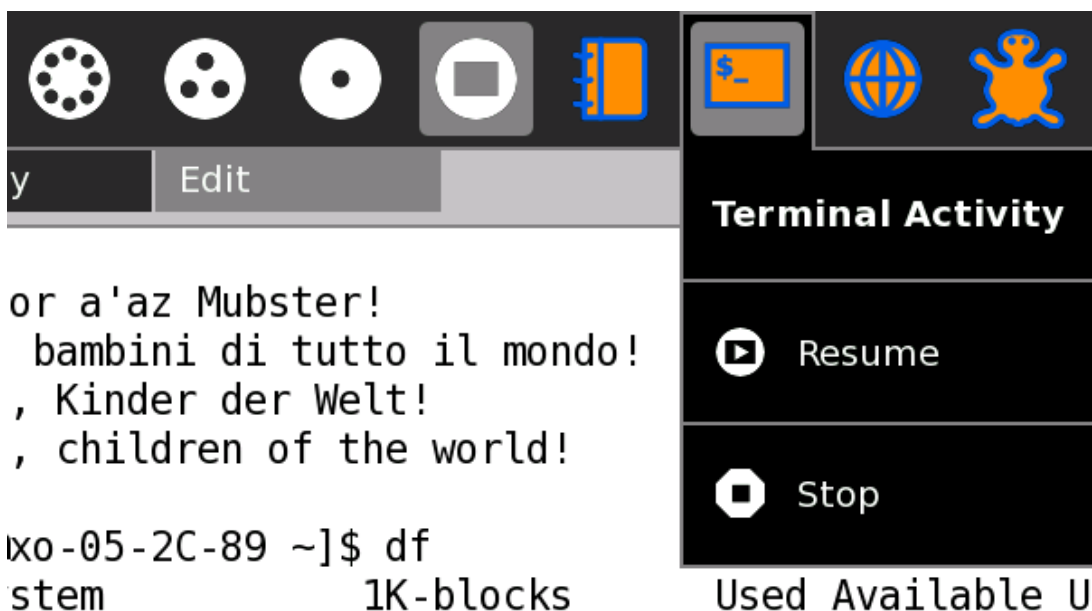 $_
y Edit
Terminal Activity
or a'az Mubster!
bambini di tutto il mondo!
Resume
, Kinder der Welt!
, children of the world!
Stop
xo-05-2C-89 ~]$ df
stem 1K-blocks Used Available U